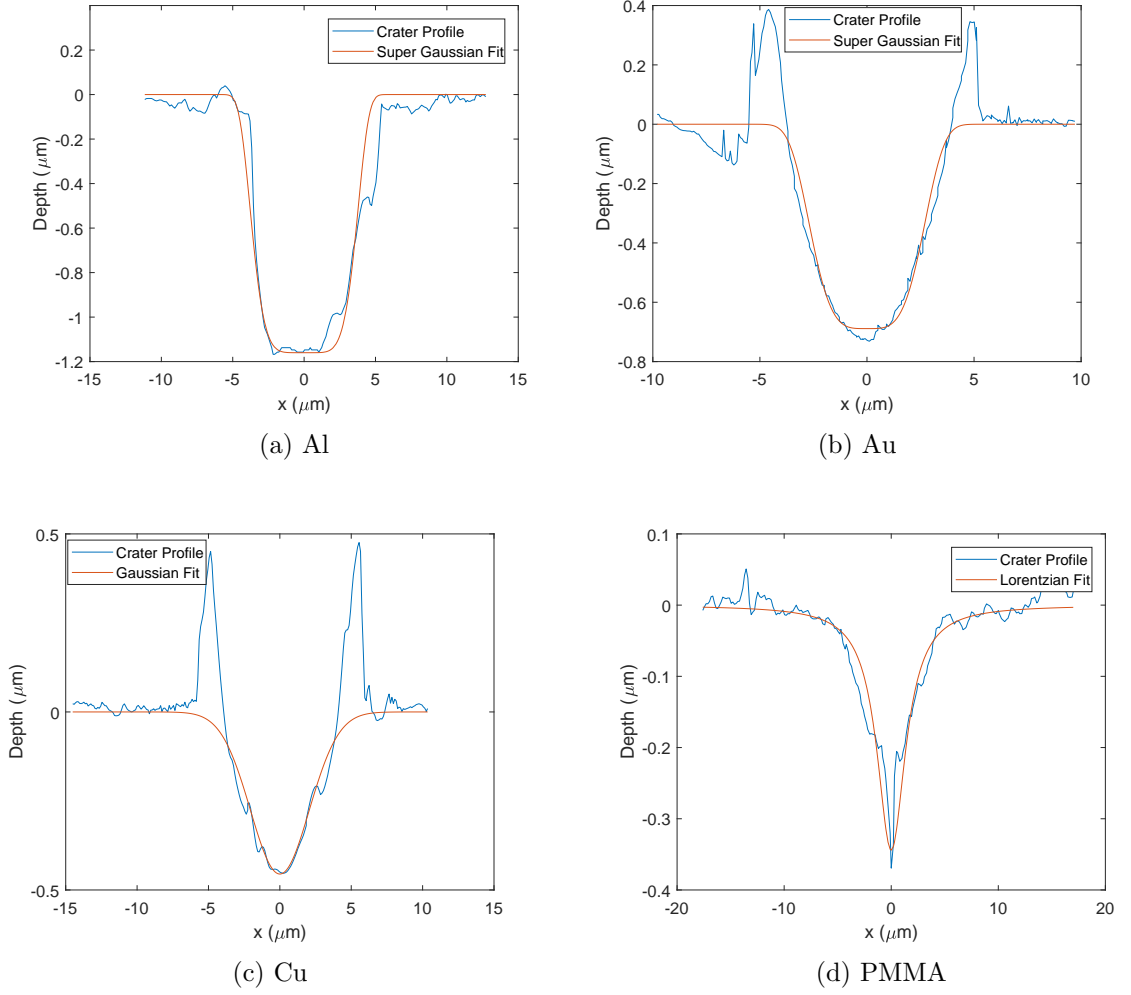 Crater Profile
Super Gaussian Fit
0.2
0
-0.2
-0.4
-0.6
-0.8
-1
-1.2
Depth (μm)
-15 -10 -5 0 5 10 15
x (μm)
(a) Al
Crater Profile
Super Gaussian Fit
0.4
0.2
0
-0.2
-0.4
-0.6
-0.8
Depth (μm)
-10 -5 0 5 10
x (μm)
(b) Au
Crater Profile
Gaussian Fit
0.5
0
-0.5
Depth (μm)
-15 -10 -5 0 5 10 15
x (μm)
(c) Cu
Crater Profile
Lorentzian Fit
0.1
0
-0.1
-0.2
-0.3
-0.4
Depth (μm)
-20 -10 0 10 20
x (μm)
(d) PMMA